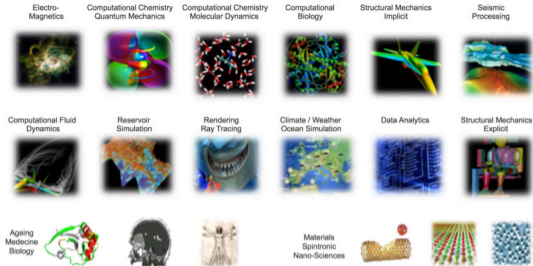 Electro-
Magnetics
Computational Chemistry
Quantum Mechanics
Computational Chemistry
Molecular Dynamics
Computational
Biology
Structural Mechanics
Implicit
Seismic
Processing
Computational Fluid
Dynamics
Reservoir
Simulation
Rendering
Ray Tracing
Climate / Weather
Ocean Simulation
Data Analytics
Structural Mechanics
Explicit
Ageing
Medecine
Biology
Materials
Spintronic
Nano-Sciences